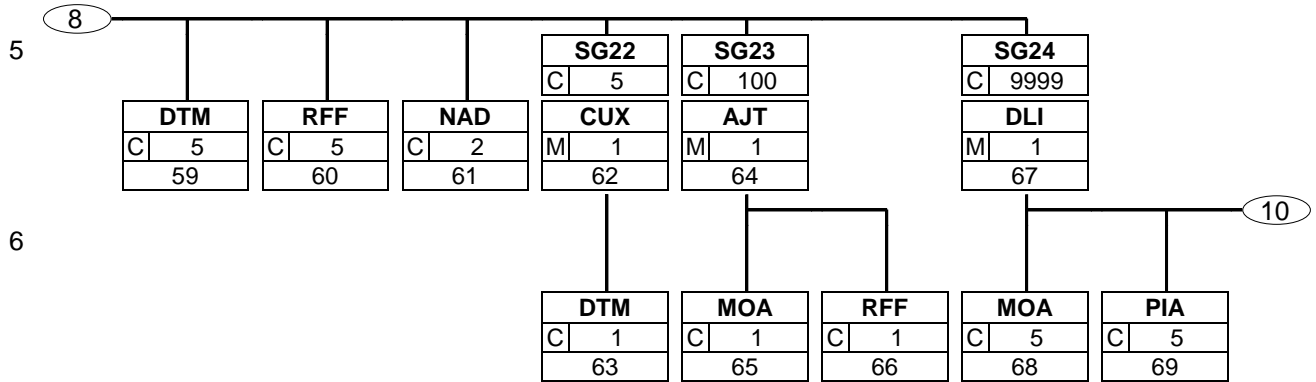 8
5
SG22 SG23 SG24
C 5 C 100 C 9999
DTM RFF NAD CUX AJT DLI
C 5 C 5 C 2 M 1 M 1 M 1
59 60 61 62 64 67
10
6
DTM MOA RFF MOA PIA
C 1 C 1 C 1 C 5 C 5
63 65 66 68 69